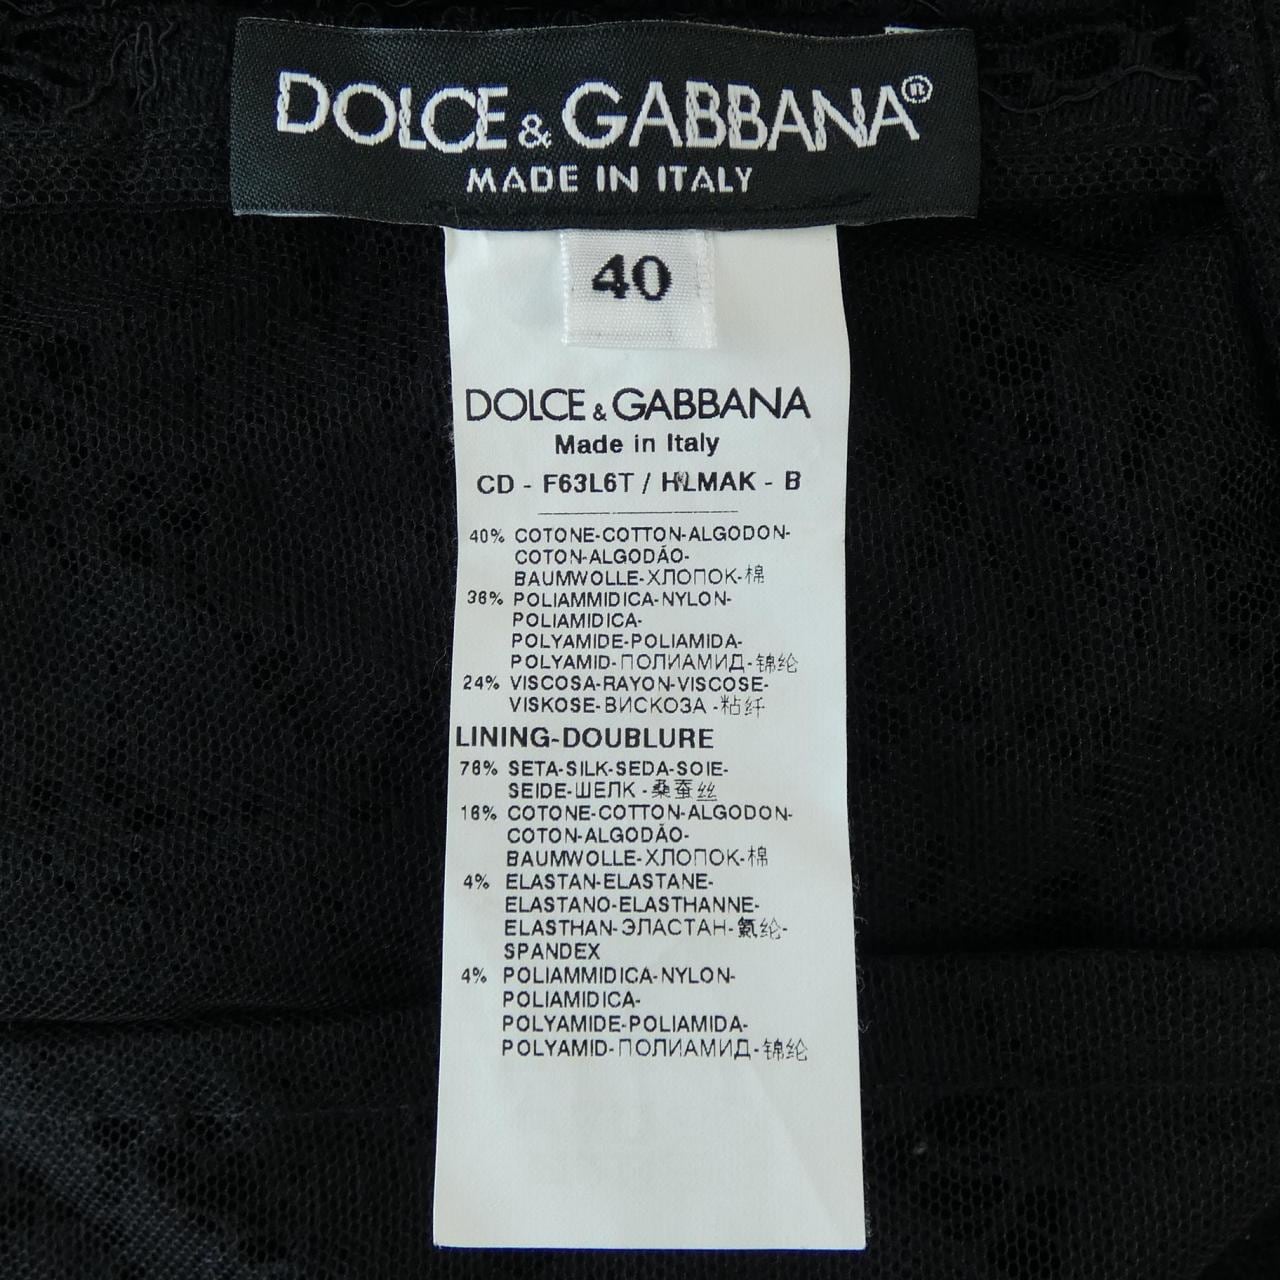 DOLCE & GABBANA®
MADE IN ITALY
40
DOLCE & GABBANA
Made in Italy
CD - F63L6T / HLMAK - B
40% COTONE-COTTON-ALGODON-
COTON-ALGODÃO-
BAUMWOLLE-ХЛОПОК-棉
36% POLIAMMIDICA-NYLON-
POLIAMIDICA-
POLYAMIDE-POLIAMIDA-
POLYAMID-ПОЛИАМИД-锦纶
24% VISCOSA-RAYON-VISCOSE-
VISKOSE-ВИСКОЗА -粘纤
LINING-DOUBLURE
76% SETA-SILK-SEDA-SOIE-
SEIDE-ШЕЛК -桑蚕丝
16% COTONE-COTTON-ALGODON-
COTON-ALGODÃO-
BAUMWOLLE-ХЛОПОК-棉
4% ELASTAN-ELASTANE-
ELASTANO-ELASTHANNE-
ELASTHAN-ЭЛАСТАН-氨纶-
SPANDEX
4% POLIAMMIDICA-NYLON-
POLIAMIDICA-
POLYAMIDE-POLIAMIDA-
POLYAMID-ПОЛИАМИД-锦纶